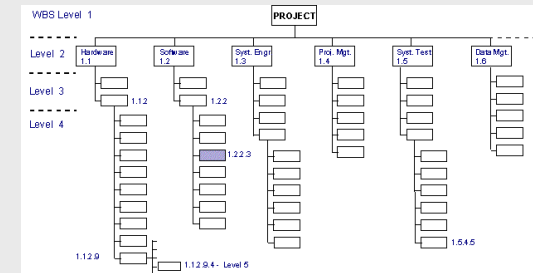 WBS Level 1
PROJECT
Level 2
Hardware
1.1
Software
1.2
Syst. Engr
1.3
Proj. Mgt.
1.4
Syst. Test
1.5
Data Mgt.
1.6
Level 3
1.1.2
1.2.2
Level 4
1.2.2.3
1.5.4.5
1.1.2.9
1.1.2.9.4 - Level 5